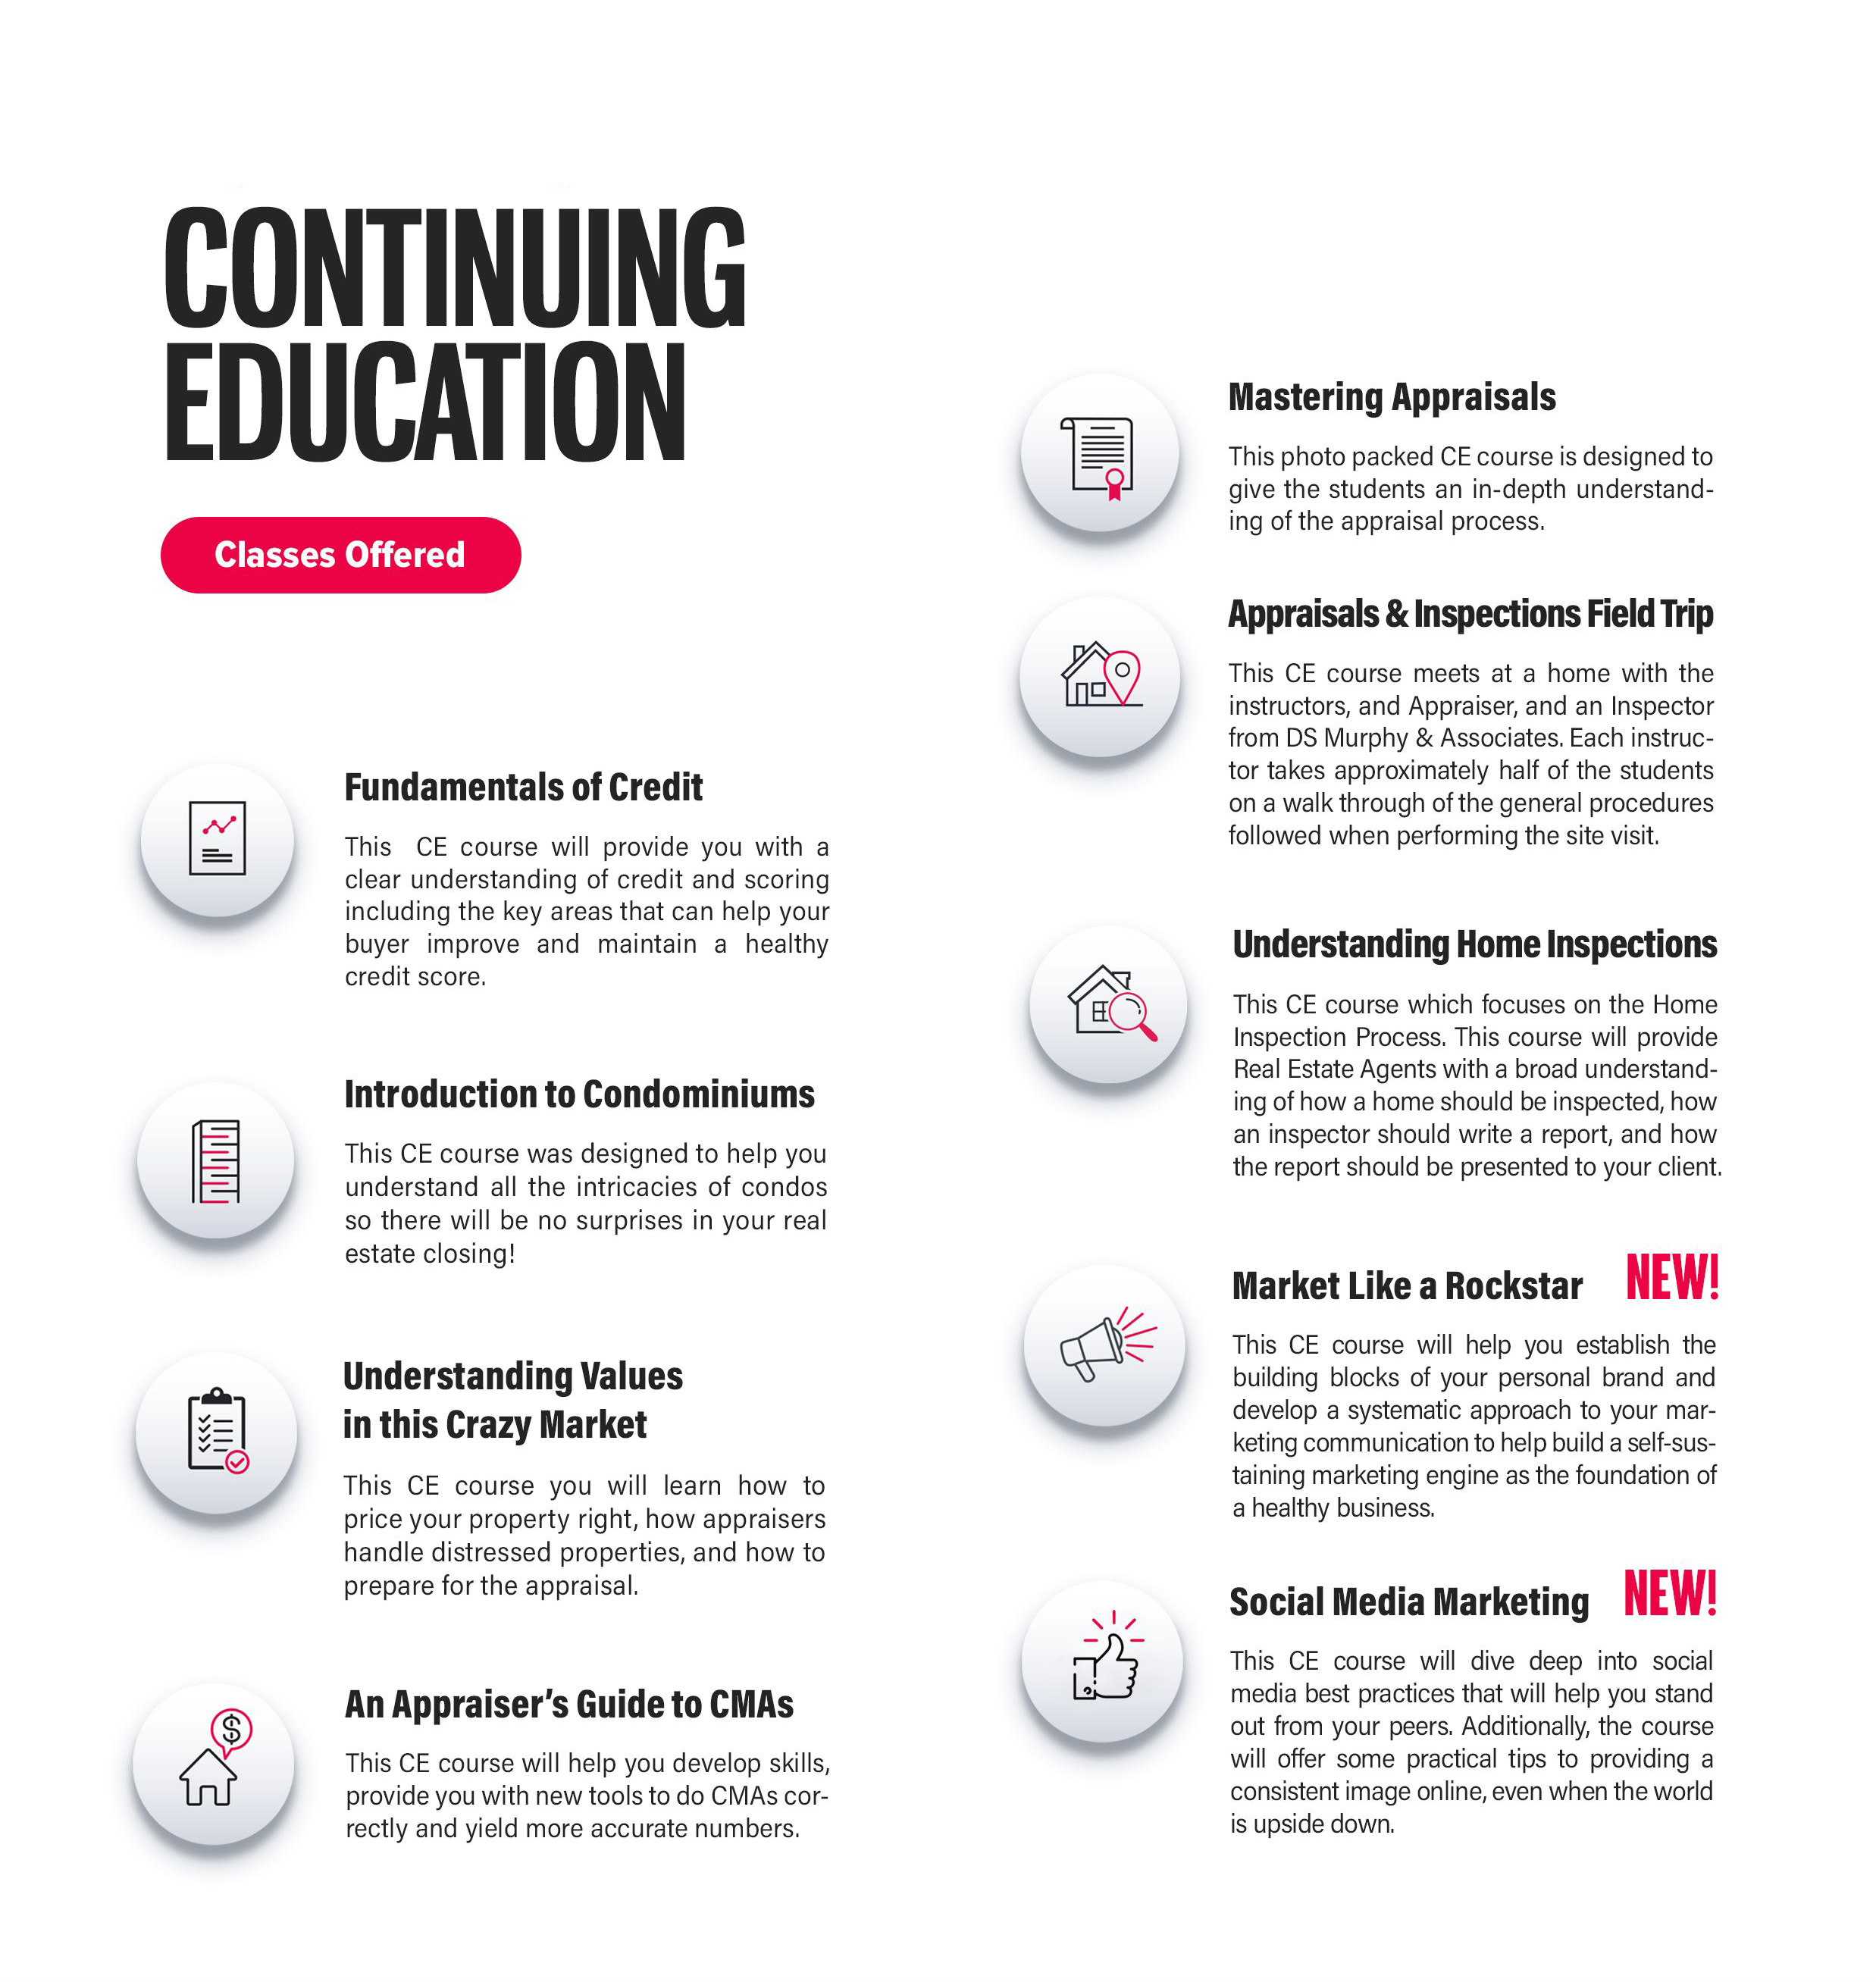 CONTINUING
EDUCATION
Classes Offered
Fundamentals of Credit
This CE course will provide you with a
clear understanding of credit and scoring
including the key areas that can help your
buyer improve and maintain a healthy
credit score.
Introduction to Condominiums
This CE course was designed to help you
understand all the intricacies of condos
so there will be no surprises in your real
estate closing!
Understanding Values
in this Crazy Market
This CE course you will learn how to
price your property right, how appraisers
handle distressed properties, and how to
prepare for the appraisal.
An Appraiser’s Guide to CMAs
This CE course will help you develop skills,
provide you with new tools to do CMAs cor-
rectly and yield more accurate numbers.
Mastering Appraisals
This photo packed CE course is designed to
give the students an in-depth understand-
ing of the appraisal process.
Appraisals & Inspections Field Trip
This CE course meets at a home with the
instructors, and Appraiser, and an Inspector
from DS Murphy & Associates. Each instruc-
tor takes approximately half of the students
on a walk through of the general procedures
followed when performing the site visit.
Understanding Home Inspections
This CE course which focuses on the Home
Inspection Process. This course will provide
Real Estate Agents with a broad understand-
ing of how a home should be inspected, how
an inspector should write a report, and how
the report should be presented to your client.
Market Like a Rockstar NEW!
This CE course will help you establish the
building blocks of your personal brand and
develop a systematic approach to your mar-
keting communication to help build a self-sus-
taining marketing engine as the foundation of
a healthy business.
Social Media Marketing NEW!
This CE course will dive deep into social
media best practices that will help you stand
out from your peers. Additionally, the course
will offer some practical tips to providing a
consistent image online, even when the world
is upside down.